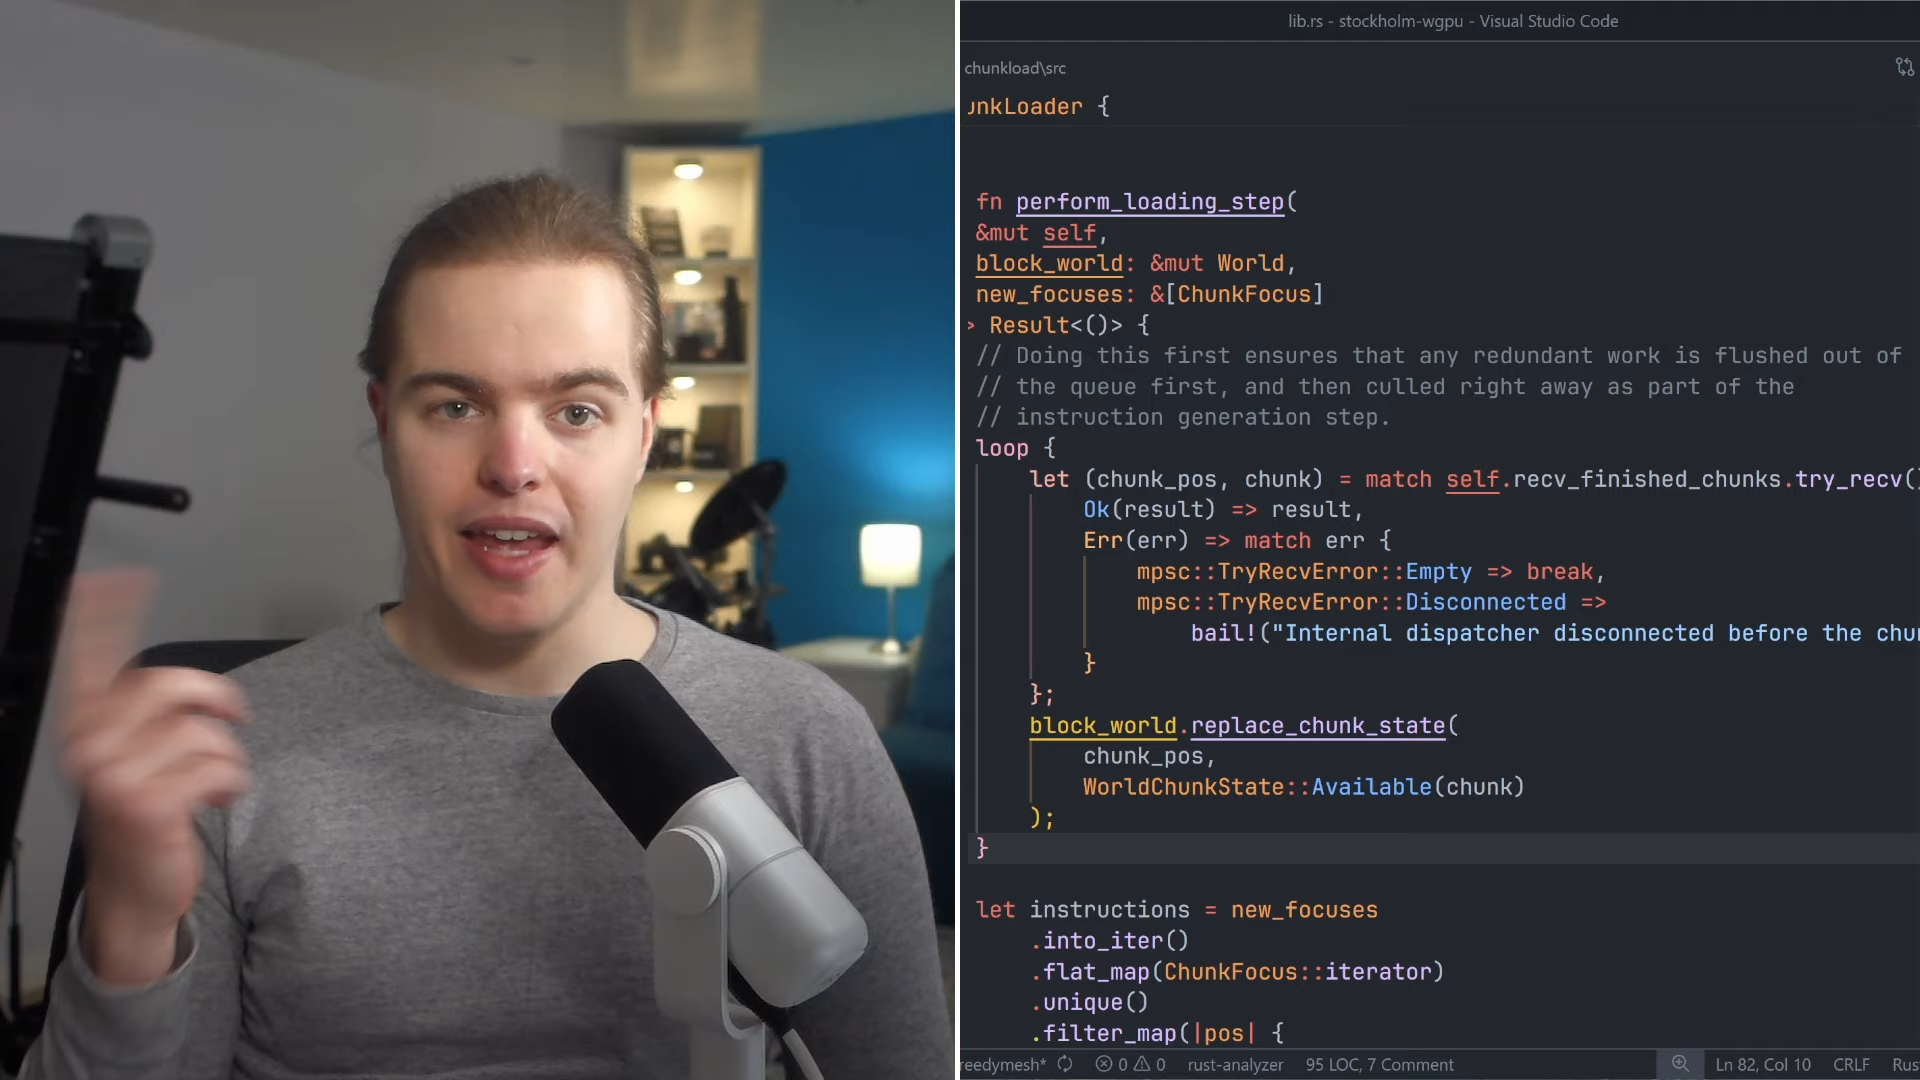 lib.rs - stockholm-wgpu - Visual Studio Code
chunkload\src
unkLoader {
fn perform_loading_step(
&mut self,
block_world: &mut World,
new_focuses: &[ChunkFocus]
> Result<()> {
// Doing this first ensures that any redundant work is flushed out of
// the queue first, and then culled right away as part of the
// instruction generation step.
loop {
let (chunk_pos, chunk) = match self.recv_finished_chunks.try_recv()
Ok(result) => result,
Err(err) => match err {
mpsc::TryRecvError::Empty => break,
mpsc::TryRecvError::Disconnected =>
bail!("Internal dispatcher disconnected before the chu
}
};
block_world.replace_chunk_state(
chunk_pos,
WorldChunkState::Available(chunk)
);
}
let instructions = new_focuses
.into_iter()
.flat_map(ChunkFocus::iterator)
.unique()
.filter_map(|pos| {
reedymesh* 0 0 rust-analyzer 95 LOC, 7 Comment Ln 82, Col 10 CRLF Rus